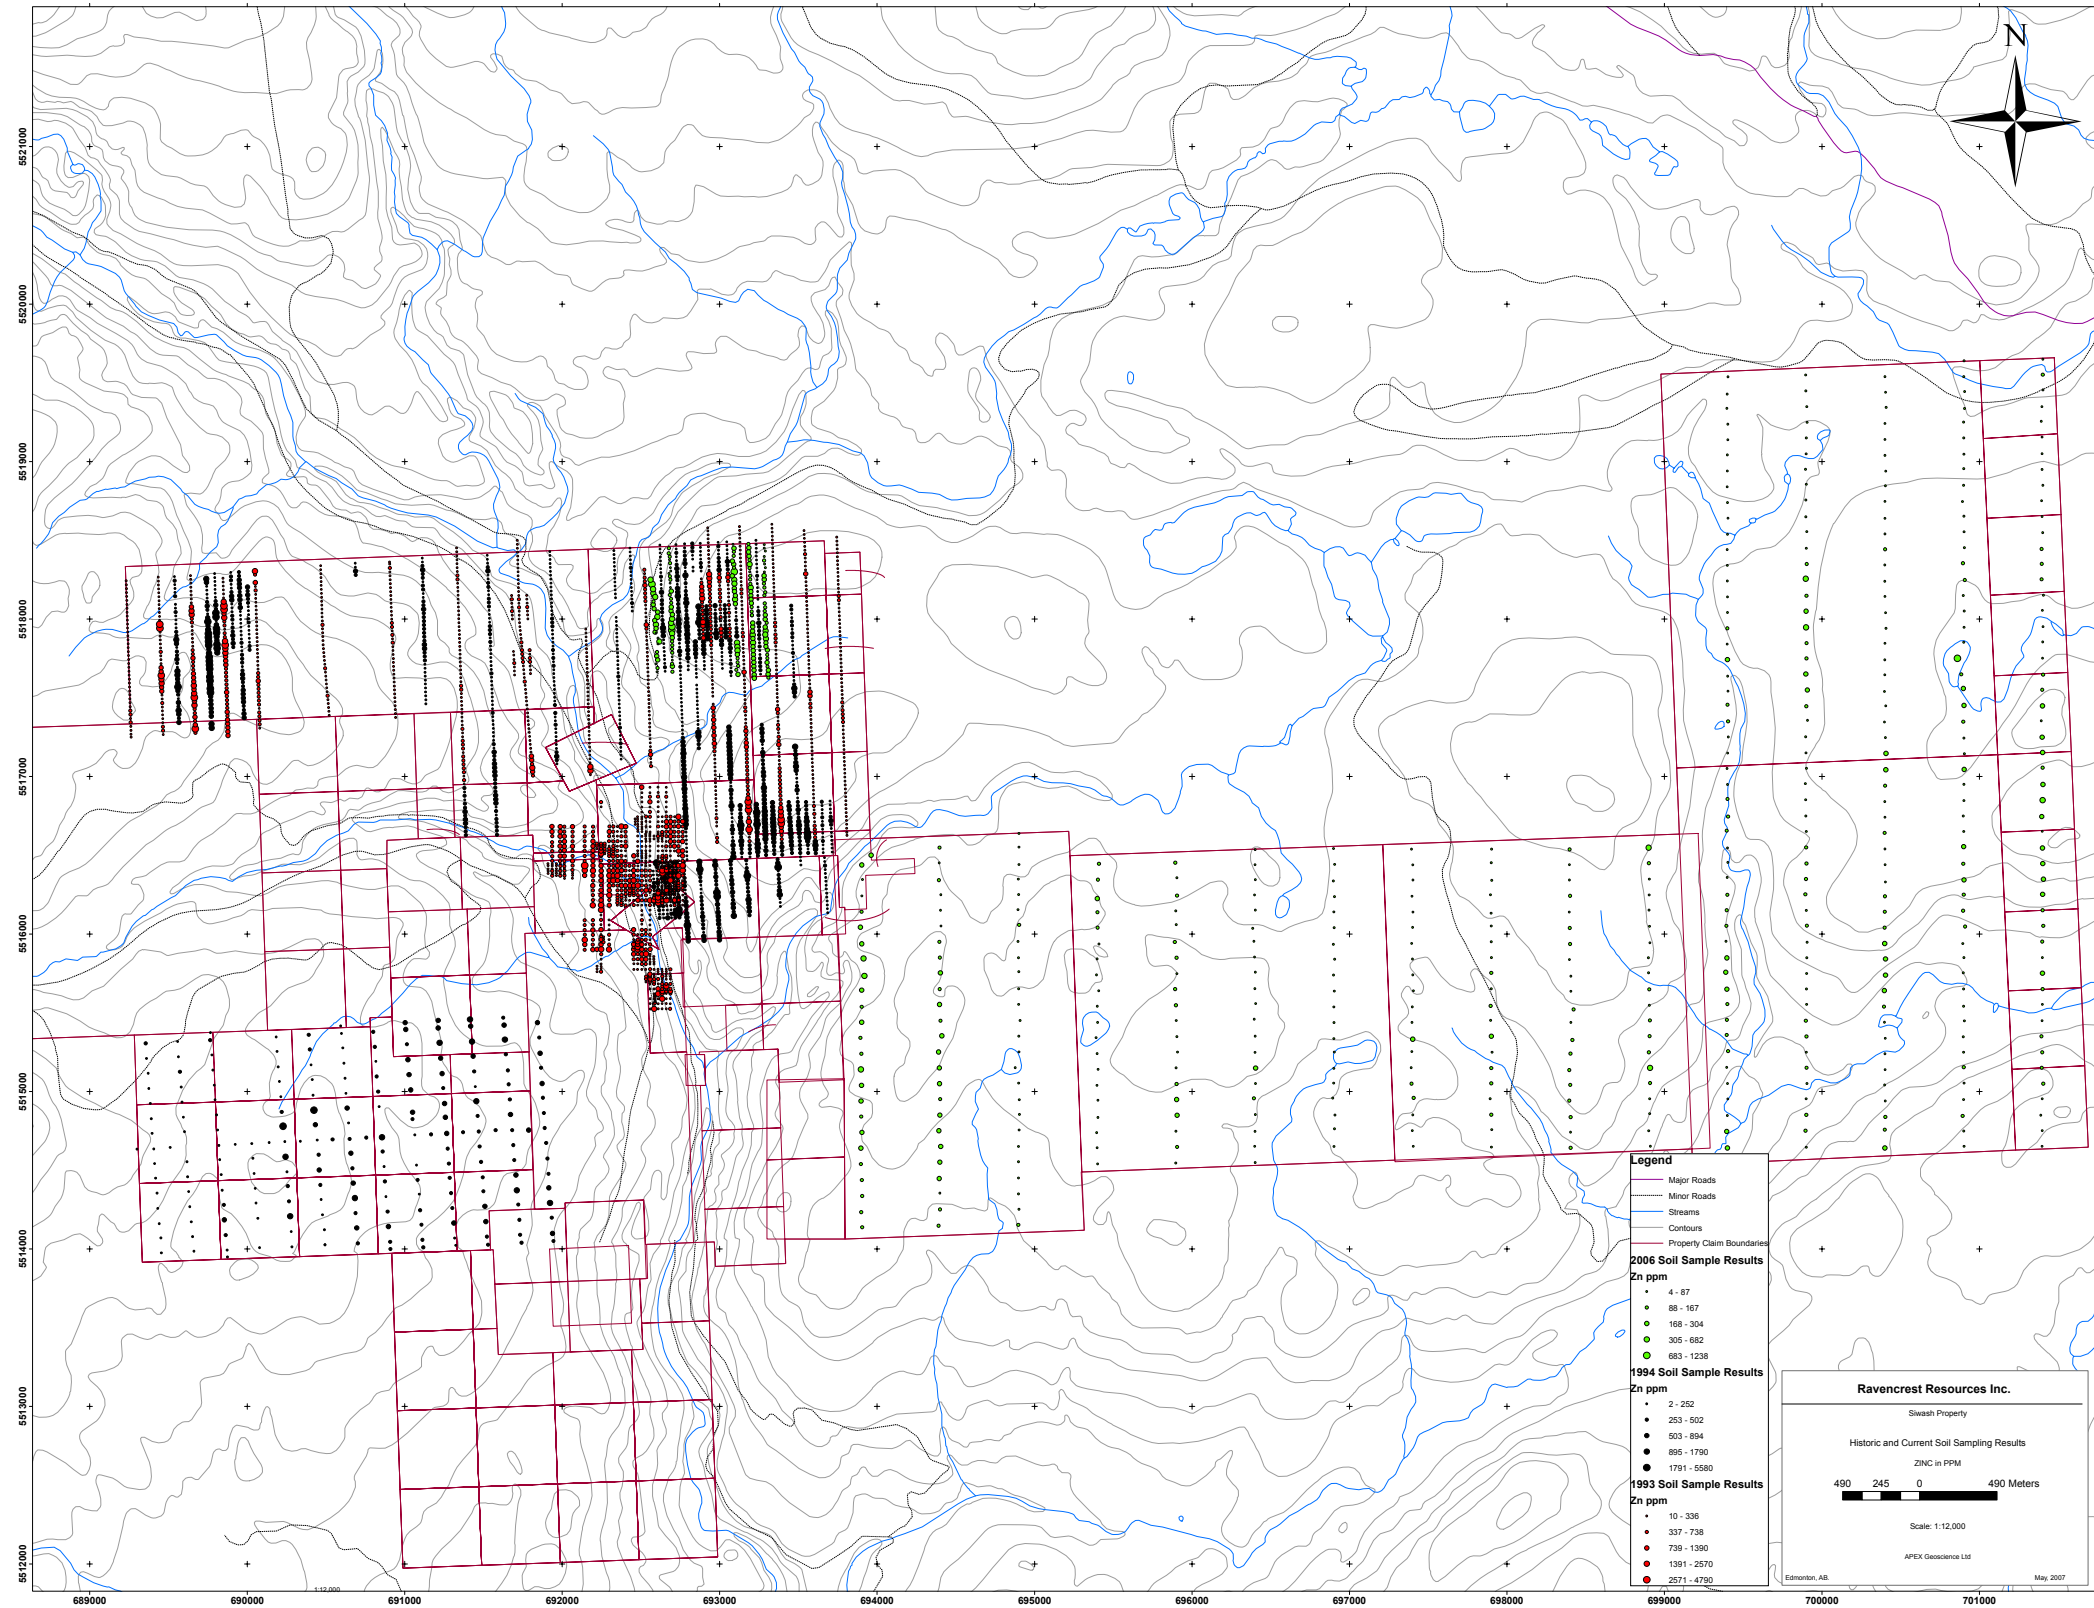 N
5521000
5520000
5519000
5518000
5517000
5516000
5515000
5514000
5513000
5512000
Legend
Major Roads
Minor Roads
Streams
Contours
Property Claim Boundaries
2006 Soil Sample Results
Zn ppm
4 - 87
88 - 167
168 - 304
305 - 682
683 - 1238
1994 Soil Sample Results
Zn ppm
2 - 252
253 - 502
503 - 894
895 - 1790
1791 - 5580
1993 Soil Sample Results
Zn ppm
10 - 336
337 - 738
739 - 1390
1391 - 2570
2571 - 4790
Ravencrest Resources Inc.
Siwash Property
Historic and Current Soil Sampling Results
ZINC in PPM
490 245 0 490 Meters
Scale: 1:12,000
APEX Geoscience Ltd
Edmonton, AB. May, 2007
1:12,000
689000 690000 691000 692000 693000 694000 695000 696000 697000 698000 699000 700000 701000